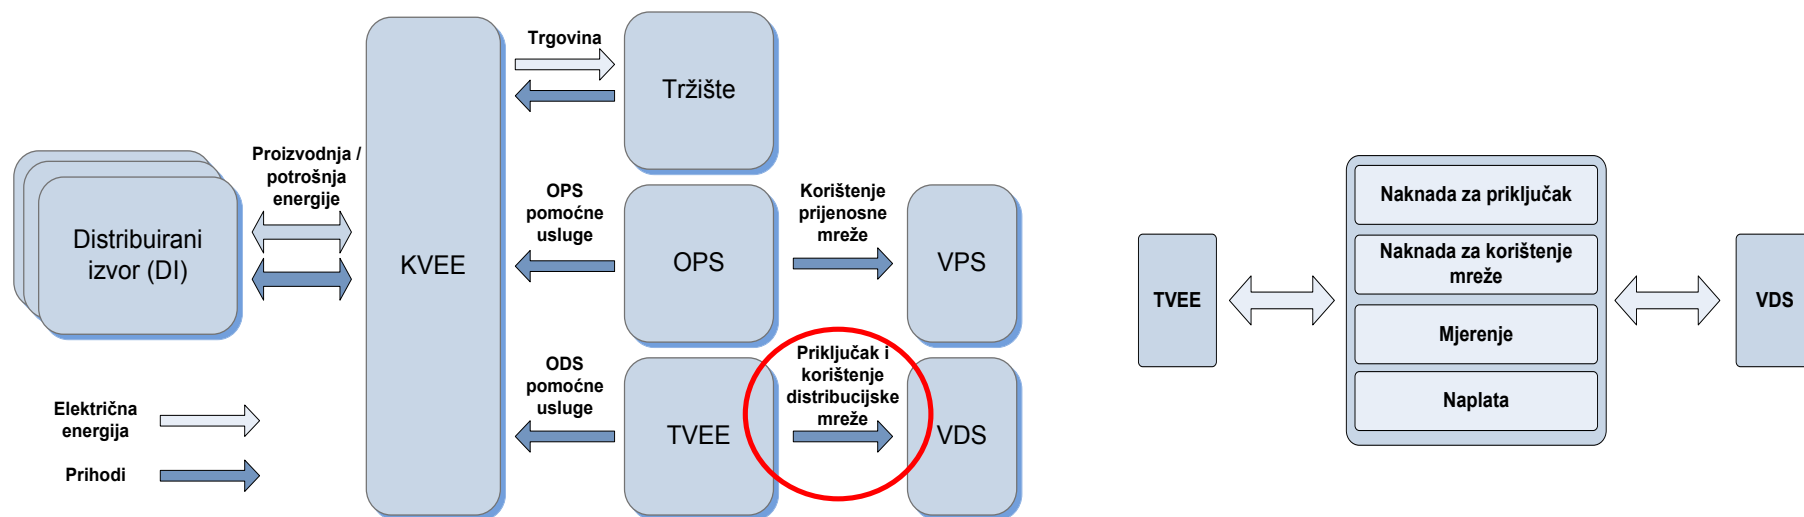 Trgovina
Tržište
Proizvodnja /
potrošnja
energije
Distribuirani
izvor (DI)
KVEE
OPS
pomoćne
usluge
OPS
Korištenje
prijenosne
mreže
VPS
ODS
pomoćne
usluge
TVEE
Priključak i
korištenje
distribucijske
mreže
VDS
Električna
energija
Prihodi
TVEE
Naknada za priključak
Naknada za korištenje
mreže
Mjerenje
Naplata
VDS